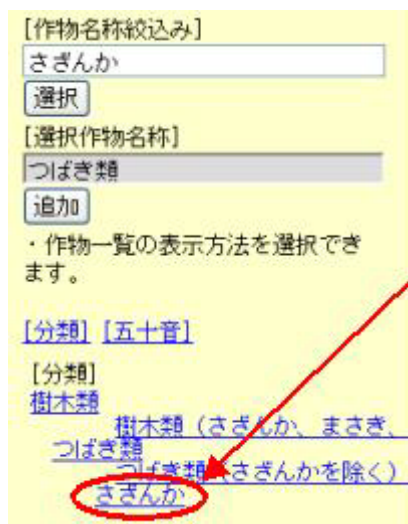 [作物名称絞込み]
さざんか
選択
[選択作物名称]
つばき類
追加
・作物一覧の表示方法を選択でき
ます。
[分類] [五十音]
[分類]
樹木類
樹木類（さざんか、まさき、
つばき類
つばき類（さざんかを除く）
さざんか